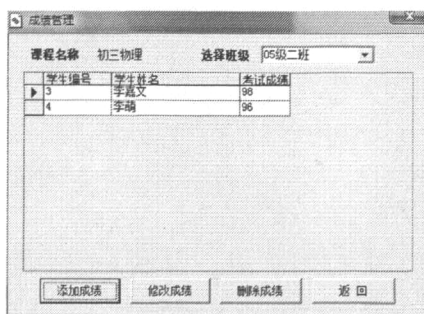 成绩管理
课程名称 初三物理 选择班级 05级二班
学生编号 学生姓名 考试成绩
3 李嘉文 98
4 李萌 96
添加成绩 修改成绩 删除成绩 返 回